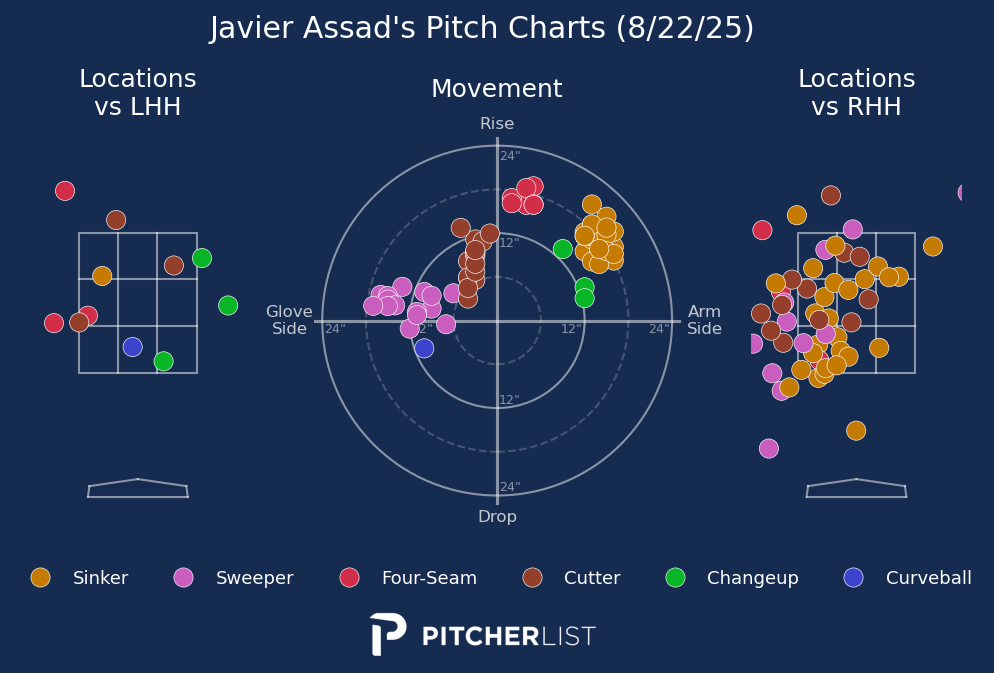 Javier Assad's Pitch Charts (8/22/25)
Locations
vs LHH
Movement
Locations
vs RHH
Rise
24"
12"
Glove
Side
24"
12"
12"
24"
Arm
Side
12"
24"
Drop
Sinker
Sweeper
Four-Seam
Cutter
Changeup
Curveball
PITCHERLIST